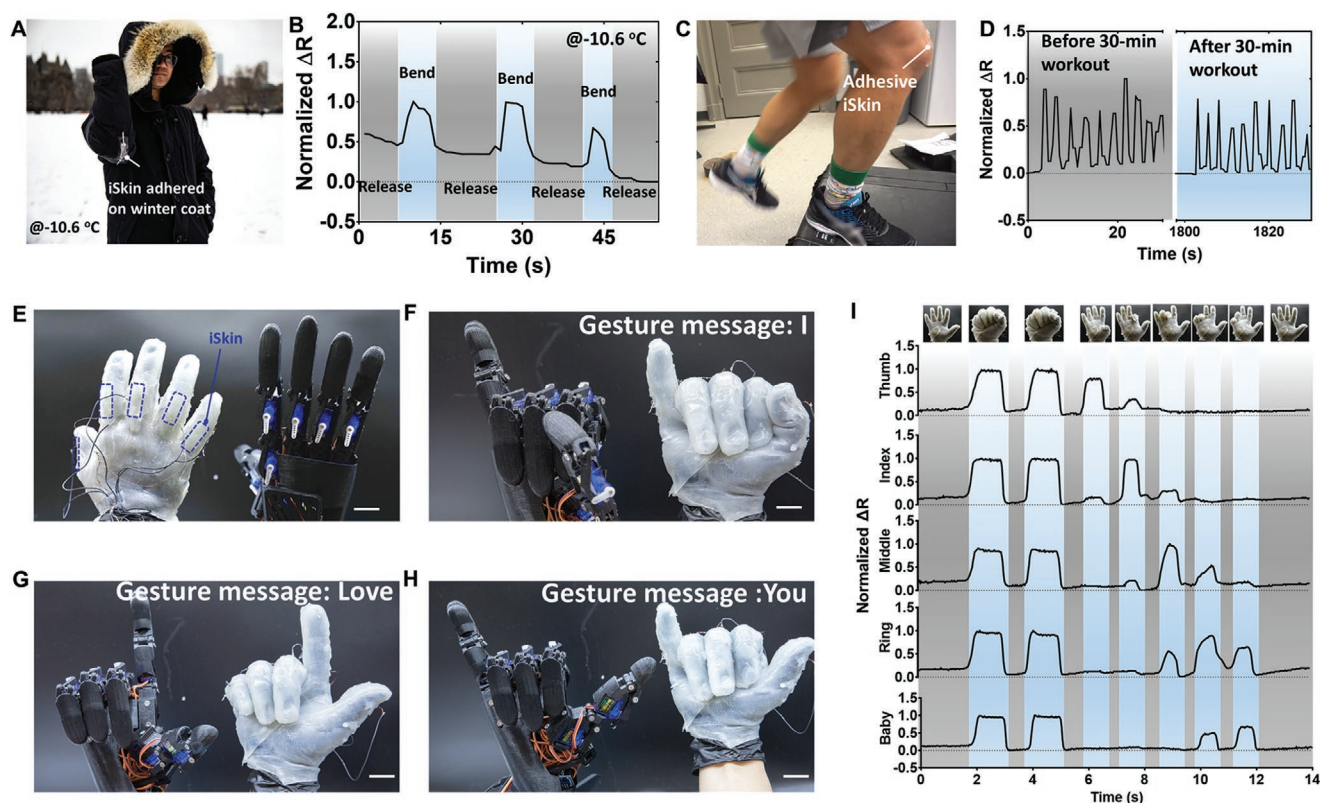 A
iSkin adhered
on winter coat
@-10.6 °C
B
Normalized ΔR
2.0
1.5
1.0
0.5
0.0
-0.5
@-10.6 °C
Bend
Bend
Bend
Release
Release
Release
Release
0
15
30
45
Time (s)
C
Adhesive
iSkin
D
Normalized ΔR
1.5
1.0
0.5
0.0
-0.5
Before 30-min
workout
After 30-min
workout
0
20
1800
1820
Time (s)
E
iSkin
F
Gesture message: I
G
Gesture message: Love
H
Gesture message :You
I
Normalized ΔR
Thumb
1.5
1.0
0.5
0.0
Index
1.5
1.0
0.5
0.0
Middle
1.5
1.0
0.5
0.0
Ring
1.5
1.0
0.5
0.0
Baby
1.5
1.0
0.5
0.0
-0.5
0
2
4
6
8
10
12
14
Time (s)